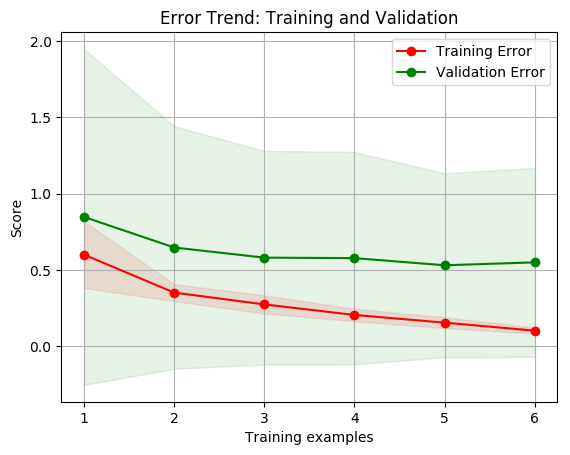 Error Trend: Training and Validation
2.0
1.5
1.0
0.5
0.0
Score
Training Error
Validation Error
1 2 3 4 5 6
Training examples